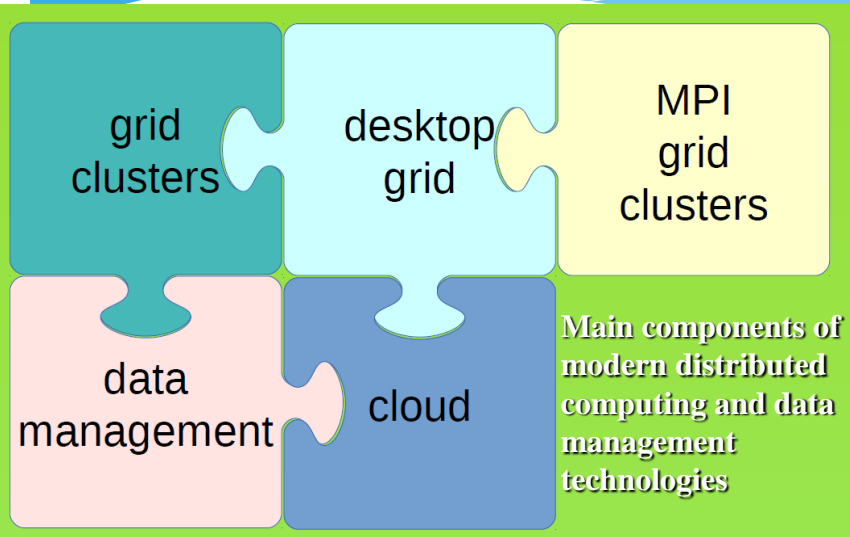 grid
clusters
desktop
grid
MPI
grid
clusters
data
management
cloud
Main components of
modern distributed
computing and data
management
technologies